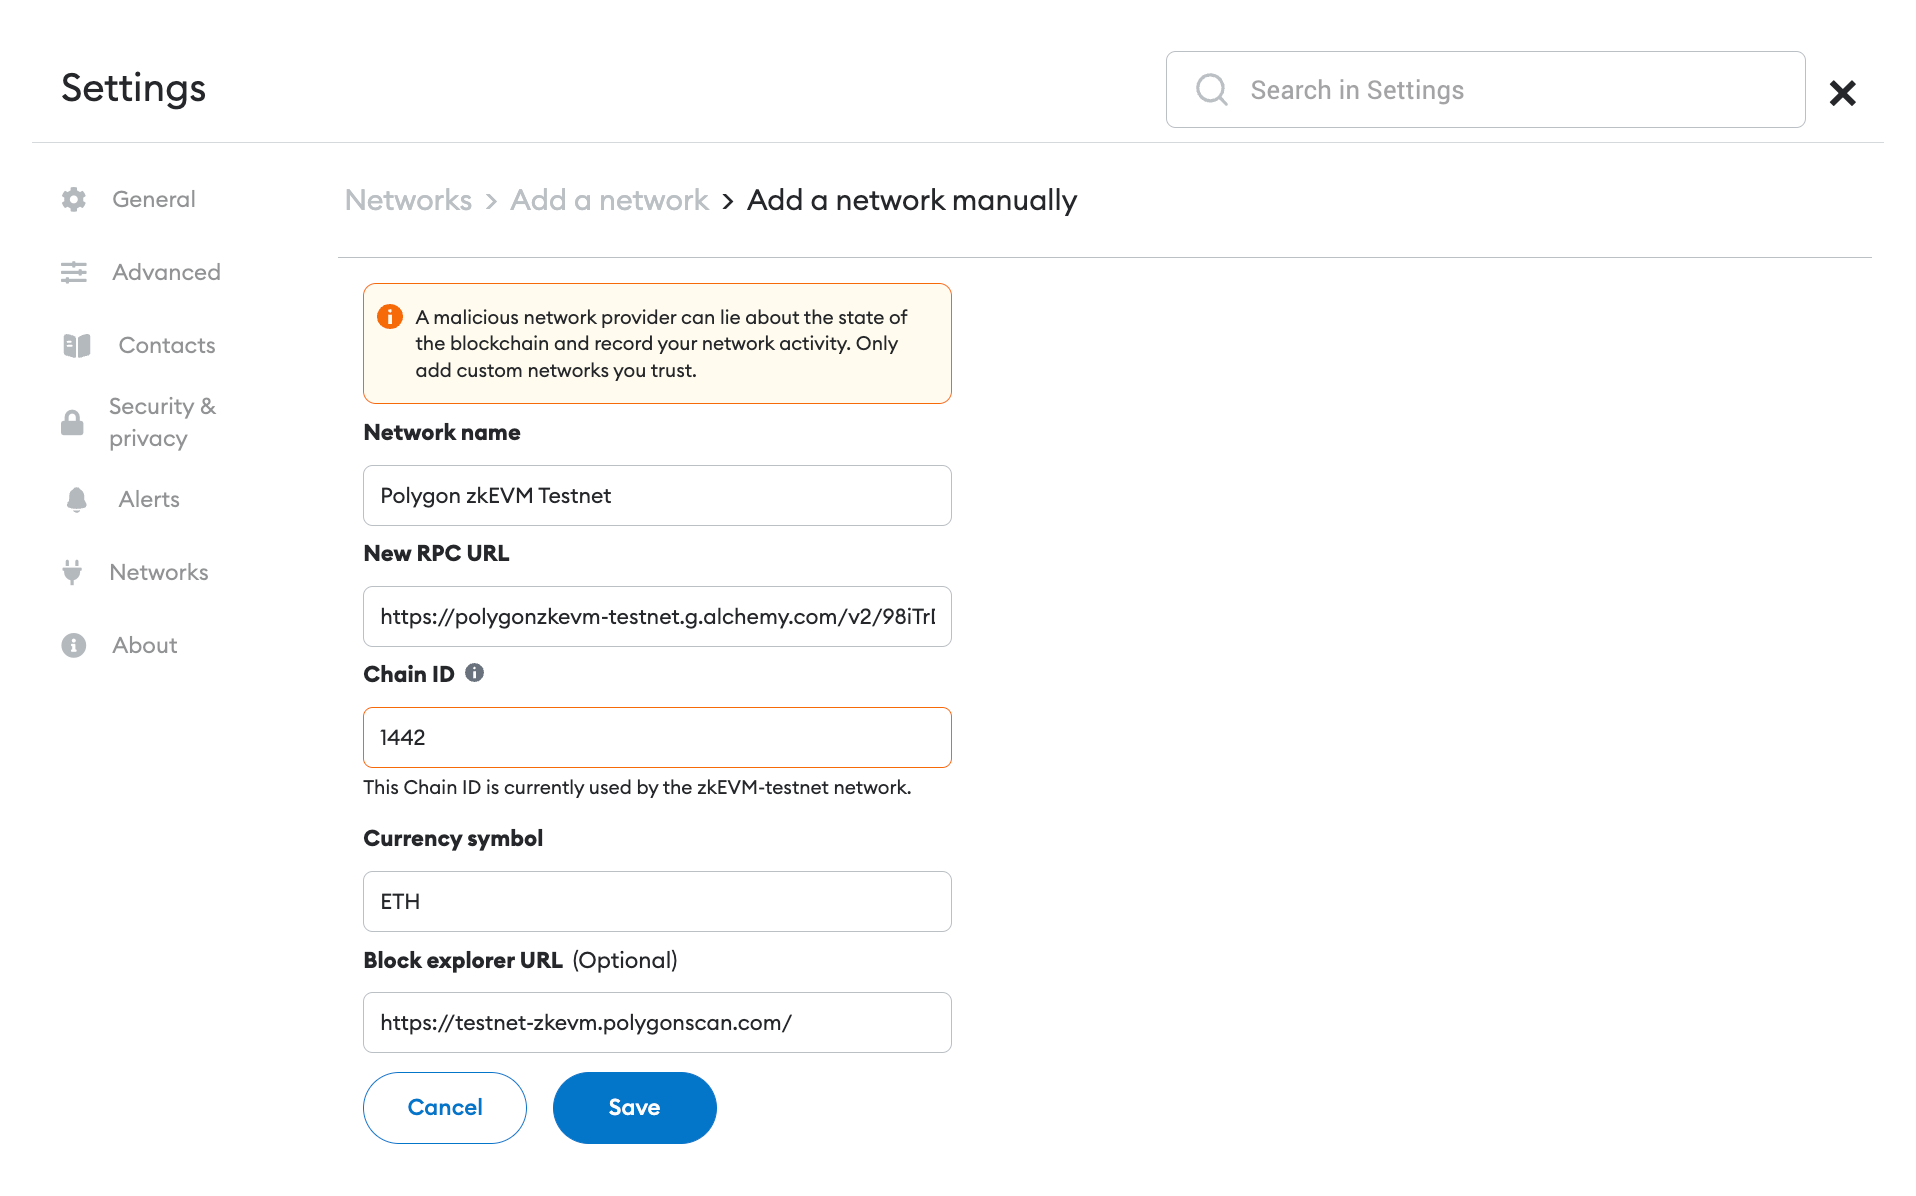 Settings
Search in Settings
General
Advanced
Contacts
Security &
privacy
Alerts
Networks
About
Networks > Add a network > Add a network manually
A malicious network provider can lie about the state of
the blockchain and record your network activity. Only
add custom networks you trust.
Network name
Polygon zkEVM Testnet
New RPC URL
https://polygonzkevm-testnet.g.alchemy.com/v2/98iTr
Chain ID
1442
This Chain ID is currently used by the zkEVM-testnet network.
Currency symbol
ETH
Block explorer URL (Optional)
https://testnet-zkevm.polygonscan.com/
Cancel
Save